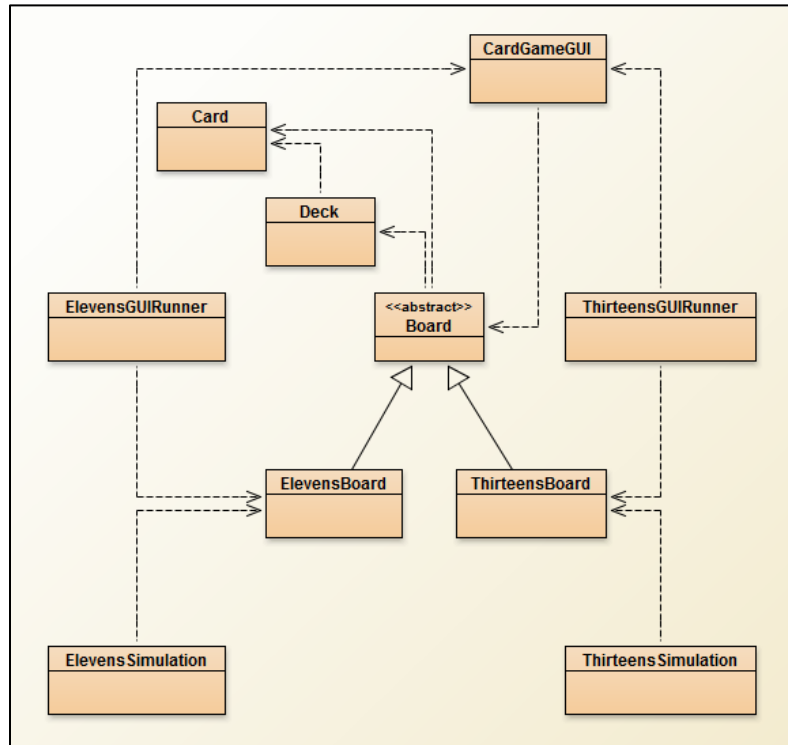 CardGameGUI
Card
Deck
ElevensGUIRunner
<<abstract>>
Board
ThirteensGUIRunner
ElevensBoard
ThirteensBoard
ElevensSimulation
ThirteensSimulation